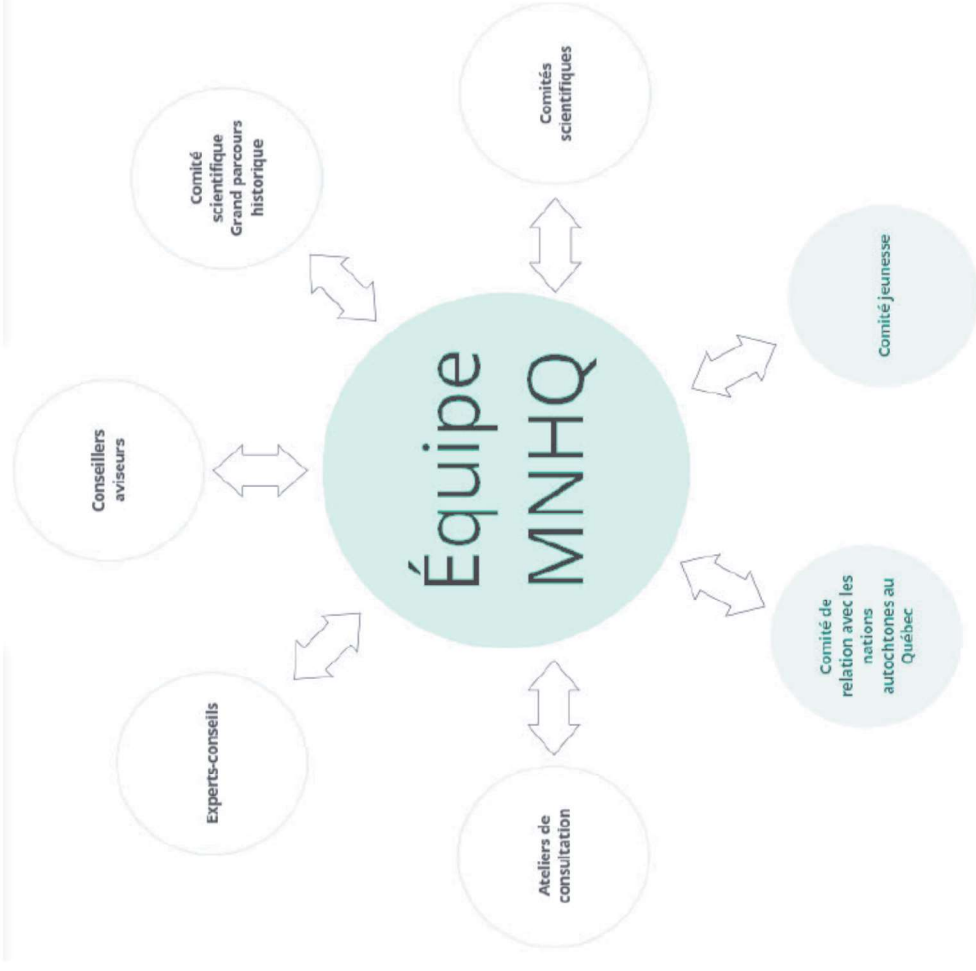 Équipe
MNHQ
Conseillers
aviseurs
Comité
scientifique
Grand parcours
historique
Comités
scientifiques
Comité jeunesse
Comité de
relation avec les
nations
autochtones au
Québec
Ateliers de
consultation
Experts-conseils